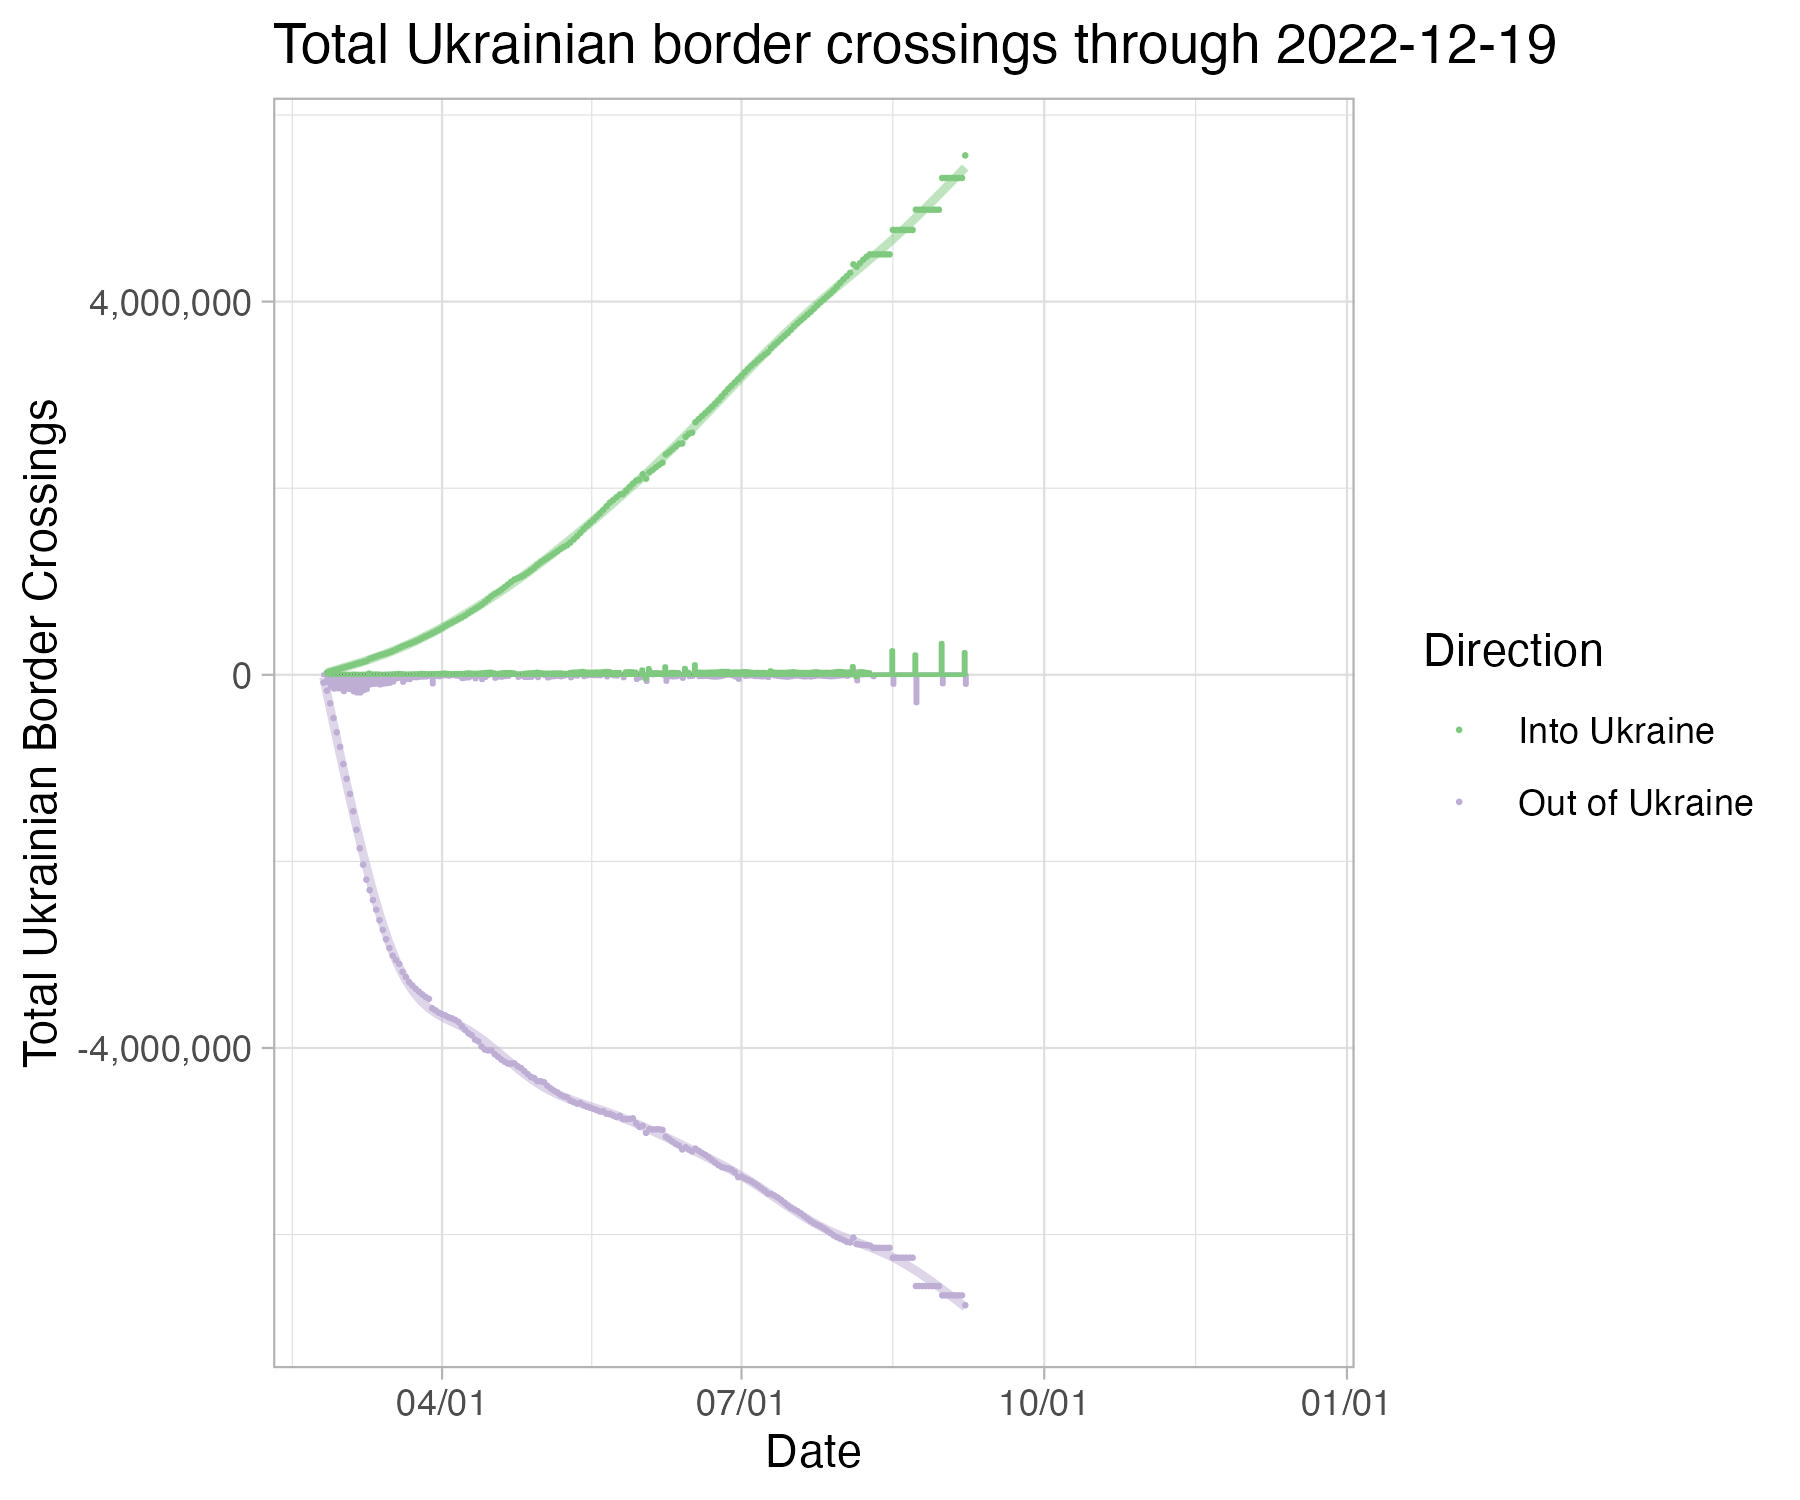 Total Ukrainian border crossings through 2022-12-19
Total Ukrainian Border Crossings
4,000,000
0
-4,000,000
04/01
07/01
10/01
01/01
Date
Direction
Into Ukraine
Out of Ukraine